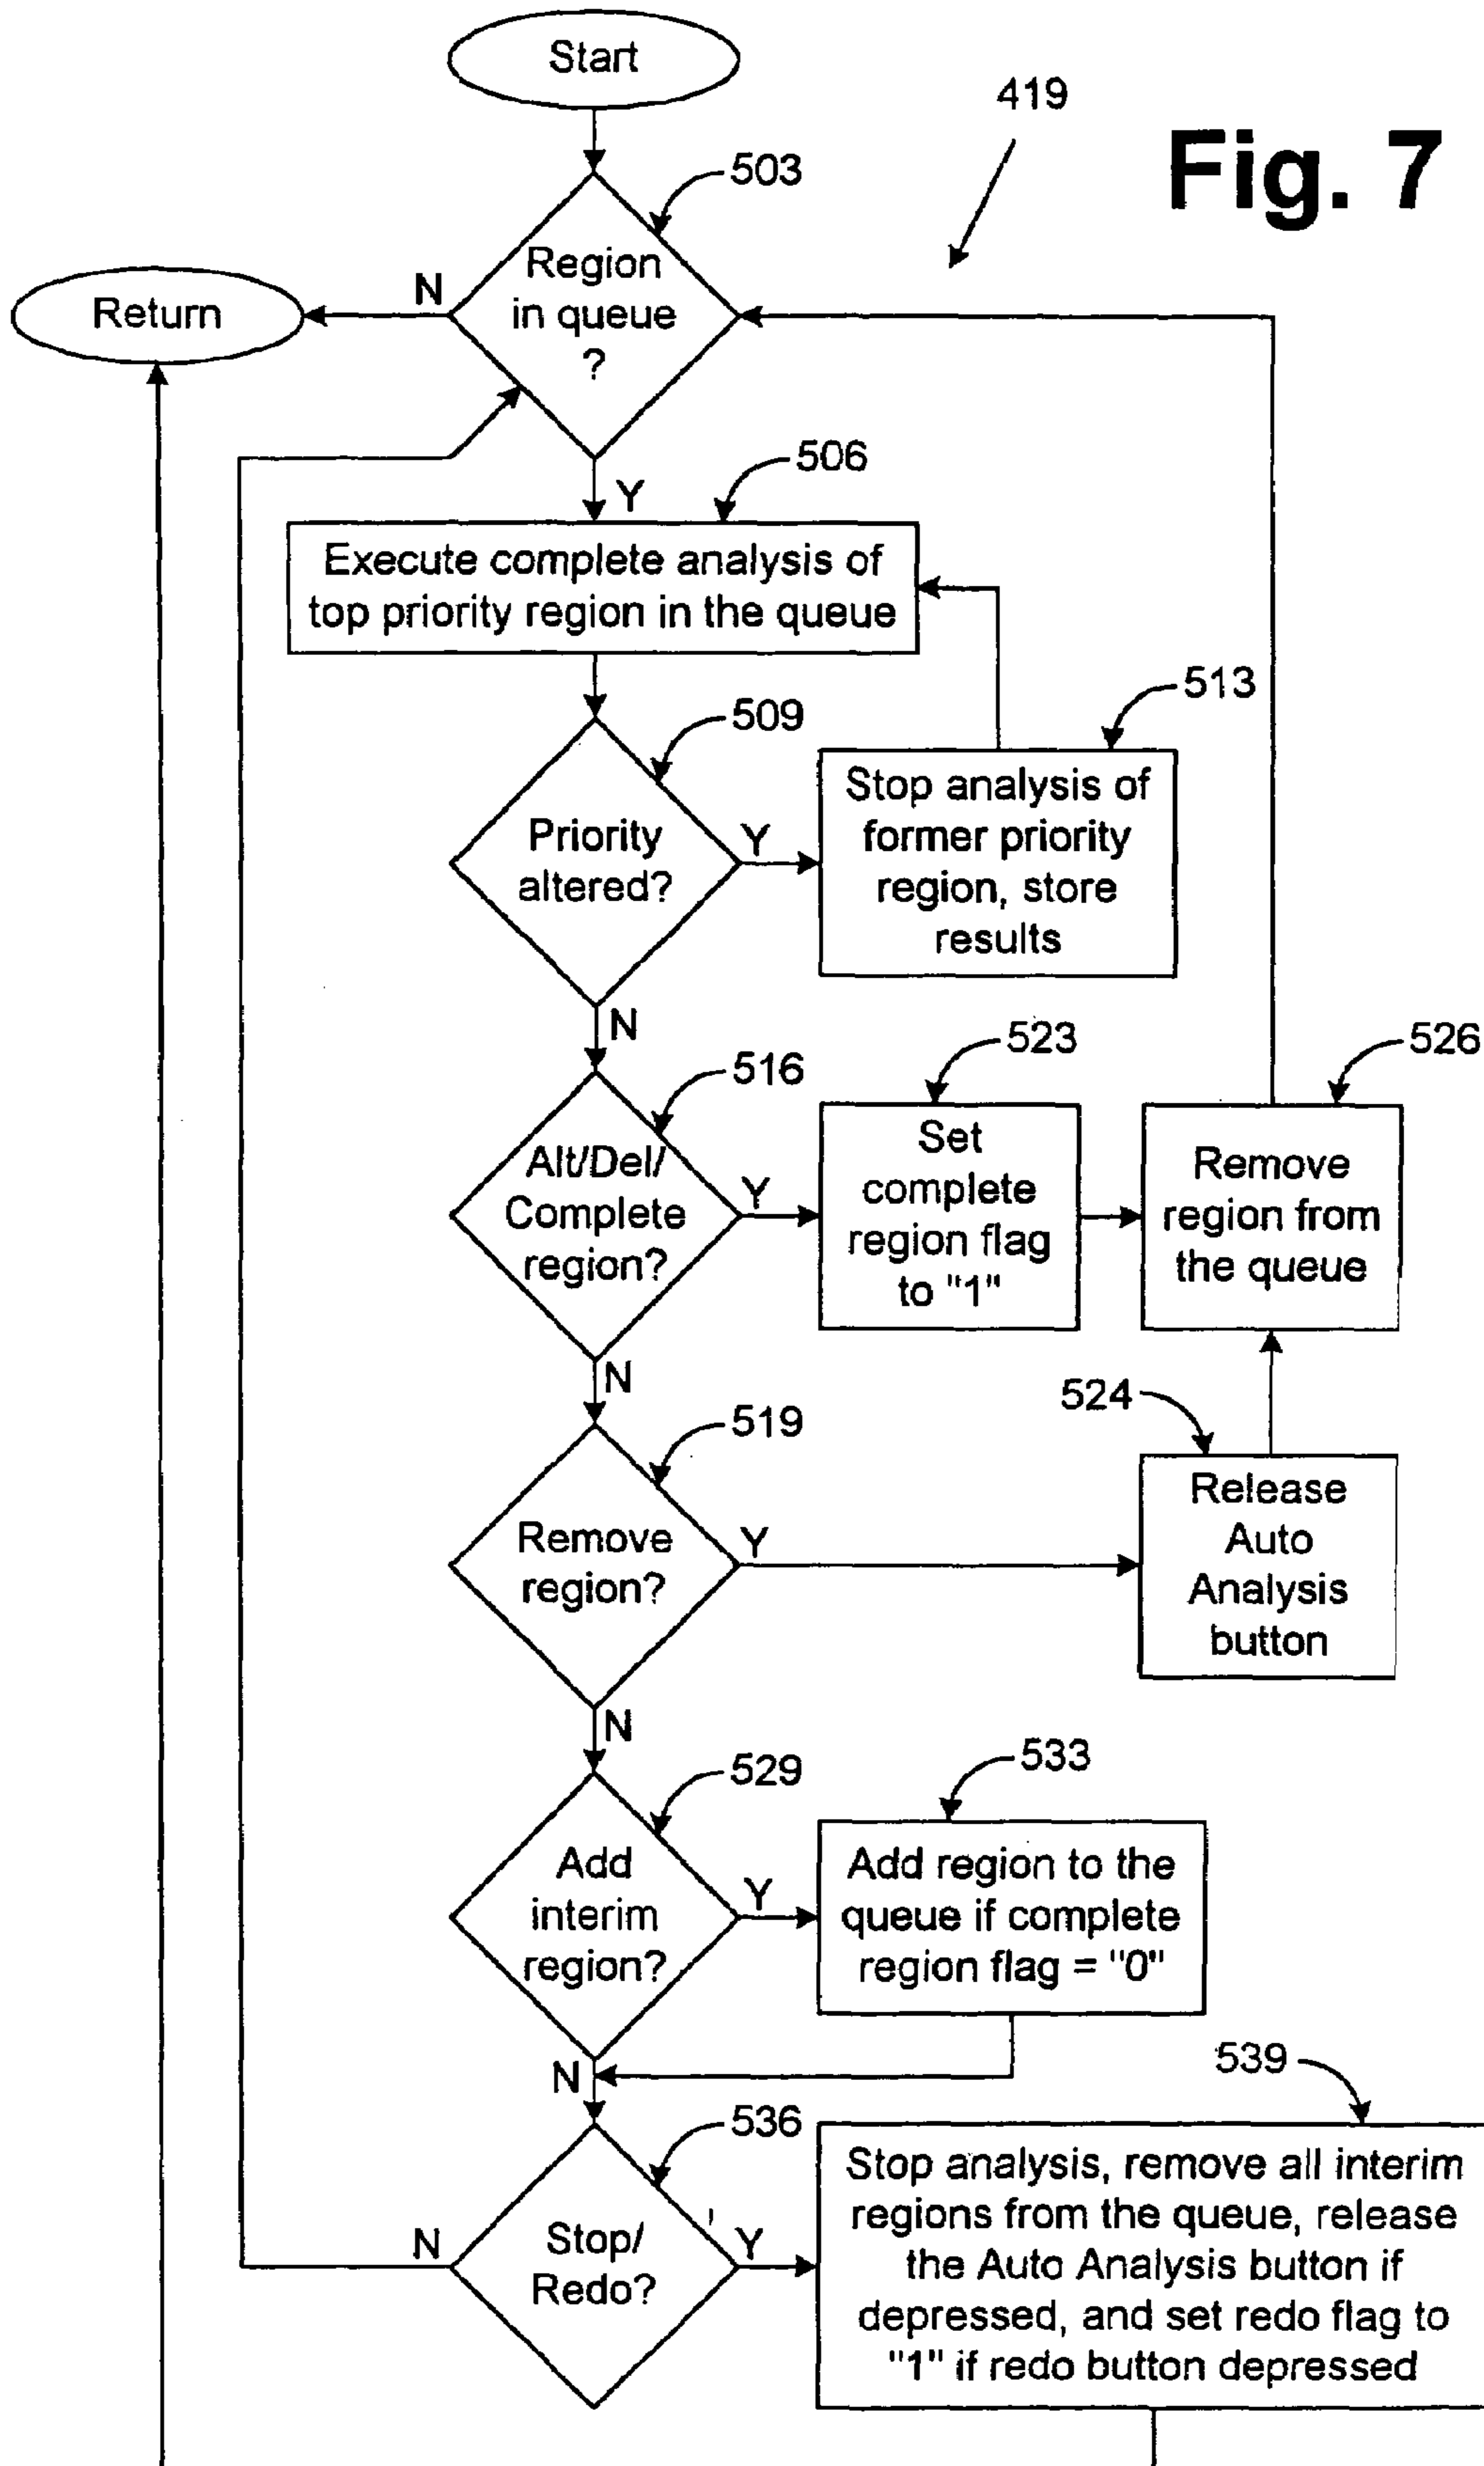 Start
419
Fig. 7
503
Region
in queue
?
N
Return
Y
506
Execute complete analysis of
top priority region in the queue
509
Priority
altered?
Y
513
Stop analysis of
former priority
region, store
results
N
516
Alt/Del/
Complete
region?
Y
523
Set
complete
region flag
to "1"
526
Remove
region from
the queue
N
519
Remove
region?
Y
524
Release
Auto
Analysis
button
N
529
Add
interim
region?
Y
533
Add region to the
queue if complete
region flag = "0"
N
536
Stop/
Redo?
N
Y
539
Stop analysis, remove all interim
regions from the queue, release
the Auto Analysis button if
depressed, and set redo flag to
"1" if redo button depressed